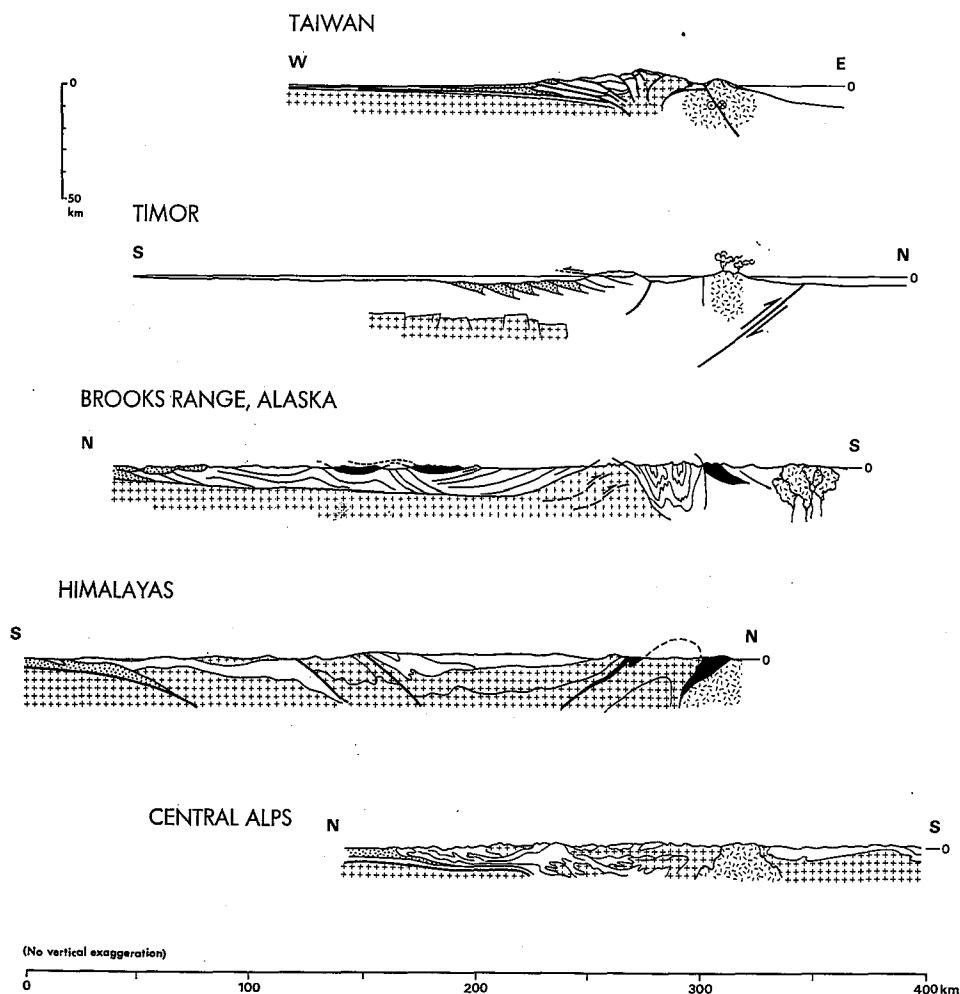 TAIWAN
W E
0
0
50
km
TIMOR
S N
0
BROOKS RANGE, ALASKA
N S
0
HIMALAYAS
S N
0
CENTRAL ALPS N S
0
(No vertical exaggeration)
0 100 200 300 400 km